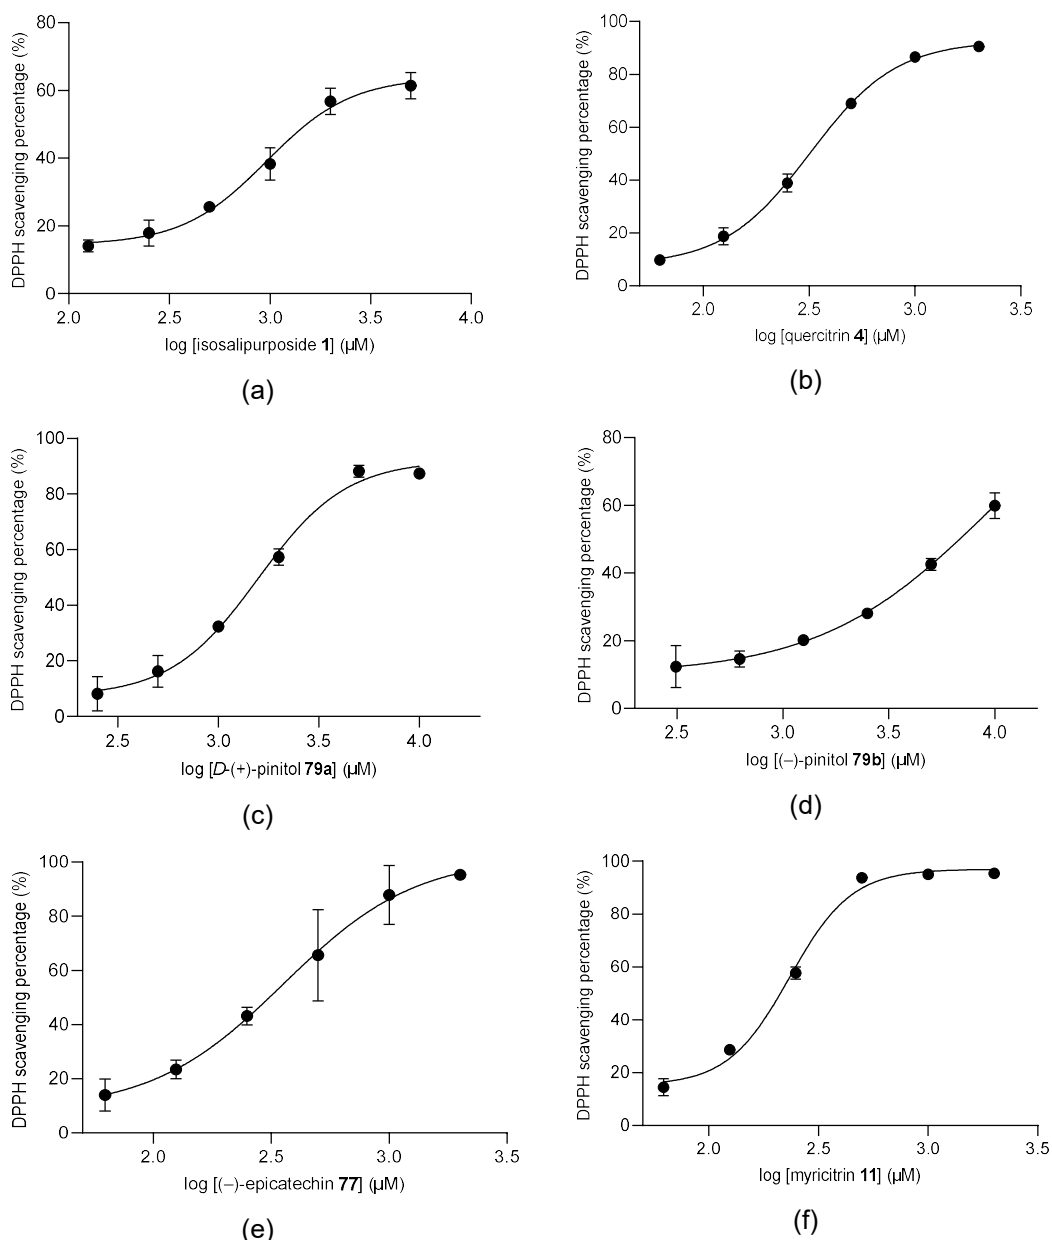 80
60
40
20
0
DPPH scavenging percentage (%)
2.0 2.5 3.0 3.5 4.0
log [isosalipurposide 1] (µM)
(a)
100
80
60
40
20
0
DPPH scavenging percentage (%)
2.0 2.5 3.0 3.5
log [quercitrin 4] (µM)
(b)
100
80
60
40
20
0
DPPH scavenging percentage (%)
2.5 3.0 3.5 4.0
log [D-(+)-pinitol 79a] (µM)
(c)
80
60
40
20
0
DPPH scavenging percentage (%)
2.5 3.0 3.5 4.0
log [(−)-pinitol 79b] (µM)
(d)
100
80
60
40
20
0
DPPH scavenging percentage (%)
2.0 2.5 3.0 3.5
log [(−)-epicatechin 77] (µM)
(e)
100
80
60
40
20
0
DPPH scavenging percentage (%)
2.0 2.5 3.0 3.5
log [myricitrin 11] (µM)
(f)